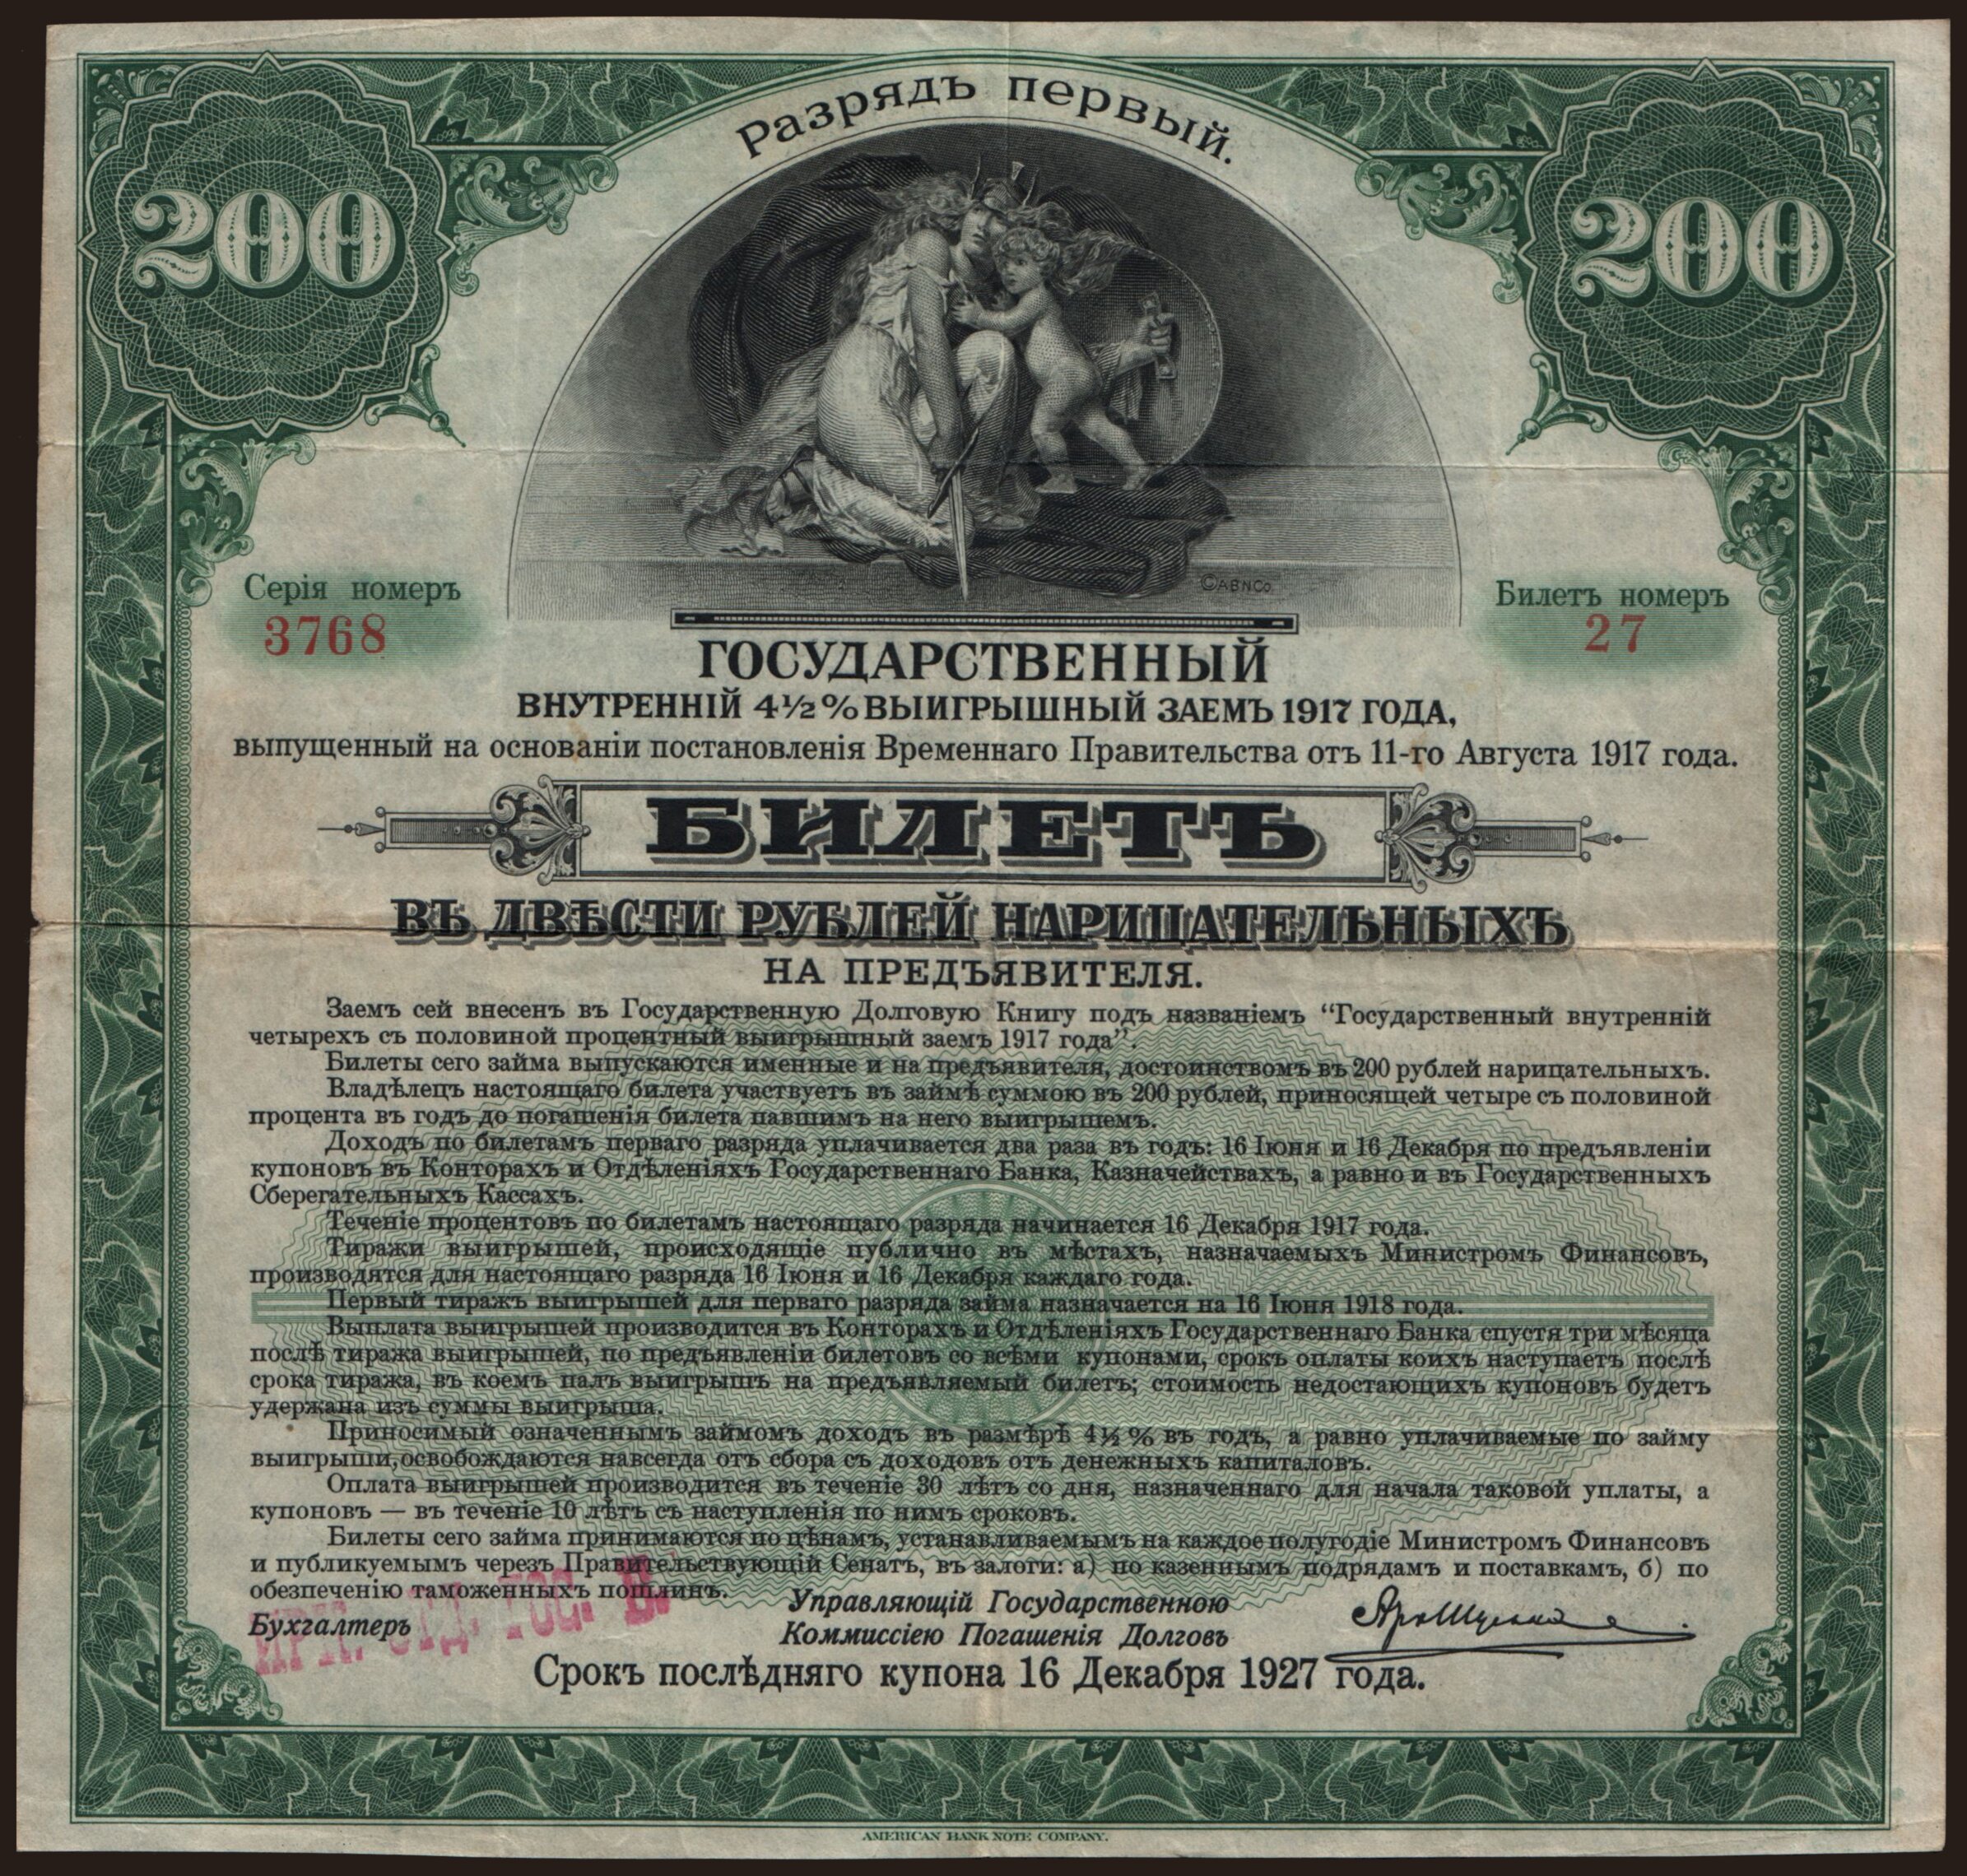 Разрядъ первый.
200
200
©ABNCo
Серія номеръ
3768
Билетъ номеръ
27
ГОСУДАРСТВЕННЫЙ
ВНУТРЕННІЙ 4½% ВЫИГРЫШНЫЙ ЗАЕМЪ 1917 ГОДА,
выпущенный на основаніи постановленія Временнаго Правительства отъ 11-го Августа 1917 года.
БИЛЕТЪ
ВЪ ДВѢСТИ РУБЛЕЙ НАРИЦАТЕЛЬНЫХЪ
НА ПРЕДЪЯВИТЕЛЯ.
Заемъ сей внесенъ въ Государственную Долговую Книгу подъ названіемъ “Государственный внутренній
четырехъ съ половиной процентный выигрышный заемъ 1917 года”.
Билеты сего займа выпускаются именные и на предъявителя, достоинствомъ въ 200 рублей нарицательныхъ.
Владѣлецъ настоящаго билета участвуетъ въ займѣ суммою въ 200 рублей, приносящей четыре съ половиной
процента въ годъ до погашенія билета павшимъ на него выигрышемъ.
Доходъ по билетамъ перваго разряда уплачивается два раза въ годъ: 16 Іюня и 16 Декабря по предъявленіи
купоновъ въ Конторахъ и Отдѣленіяхъ Государственнаго Банка, Казначействахъ, а равно и въ Государственныхъ
Сберегательныхъ Кассахъ.
Теченіе процентовъ по билетамъ настоящаго разряда начинается 16 Декабря 1917 года.
Тиражи выигрышей, происходящіе публично въ мѣстахъ, назначаемыхъ Министромъ Финансовъ,
производятся для настоящаго разряда 16 Іюня и 16 Декабря каждаго года.
Первый тиражъ выигрышей для перваго разряда займа назначается на 16 Іюня 1918 года.
Выплата выигрышей производится въ Конторахъ и Отдѣленіяхъ Государственнаго Банка спустя три мѣсяца
послѣ тиража выигрышей, по предъявленіи билетовъ со всѣми купонами, срокъ оплаты коихъ наступаетъ послѣ
срока тиража, въ коемъ палъ выигрышъ на предъявляемый билетъ; стоимость недостающихъ купоновъ будетъ
удержана изъ суммы выигрыша.
Приносимый означеннымъ займомъ доходъ въ размѣрѣ 4½% въ годъ, а равно уплачиваемые по займу
выигрыши, освобождаются навсегда отъ сбора съ доходовъ отъ денежныхъ капиталовъ.
Оплата выигрышей производится въ теченіе 30 лѣтъ со дня, назначеннаго для начала таковой уплаты, а
купоновъ — въ теченіе 10 лѣтъ съ наступленія по нимъ сроковъ.
Билеты сего займа принимаются по цѣнамъ, устанавливаемымъ на каждое полугодіе Министромъ Финансовъ
и публикуемымъ черезъ Правительствующій Сенатъ, въ залоги: а) по казеннымъ подрядамъ и поставкамъ, б) по
обезпеченію таможенныхъ пошлинъ.
ИРК. ОТД. ГОС. Б.
Бухгалтеръ
Управляющій Государственною
Коммиссіею Погашенія Долговъ
Срокъ послѣдняго купона 16 Декабря 1927 года.
AMERICAN BANK NOTE COMPANY.